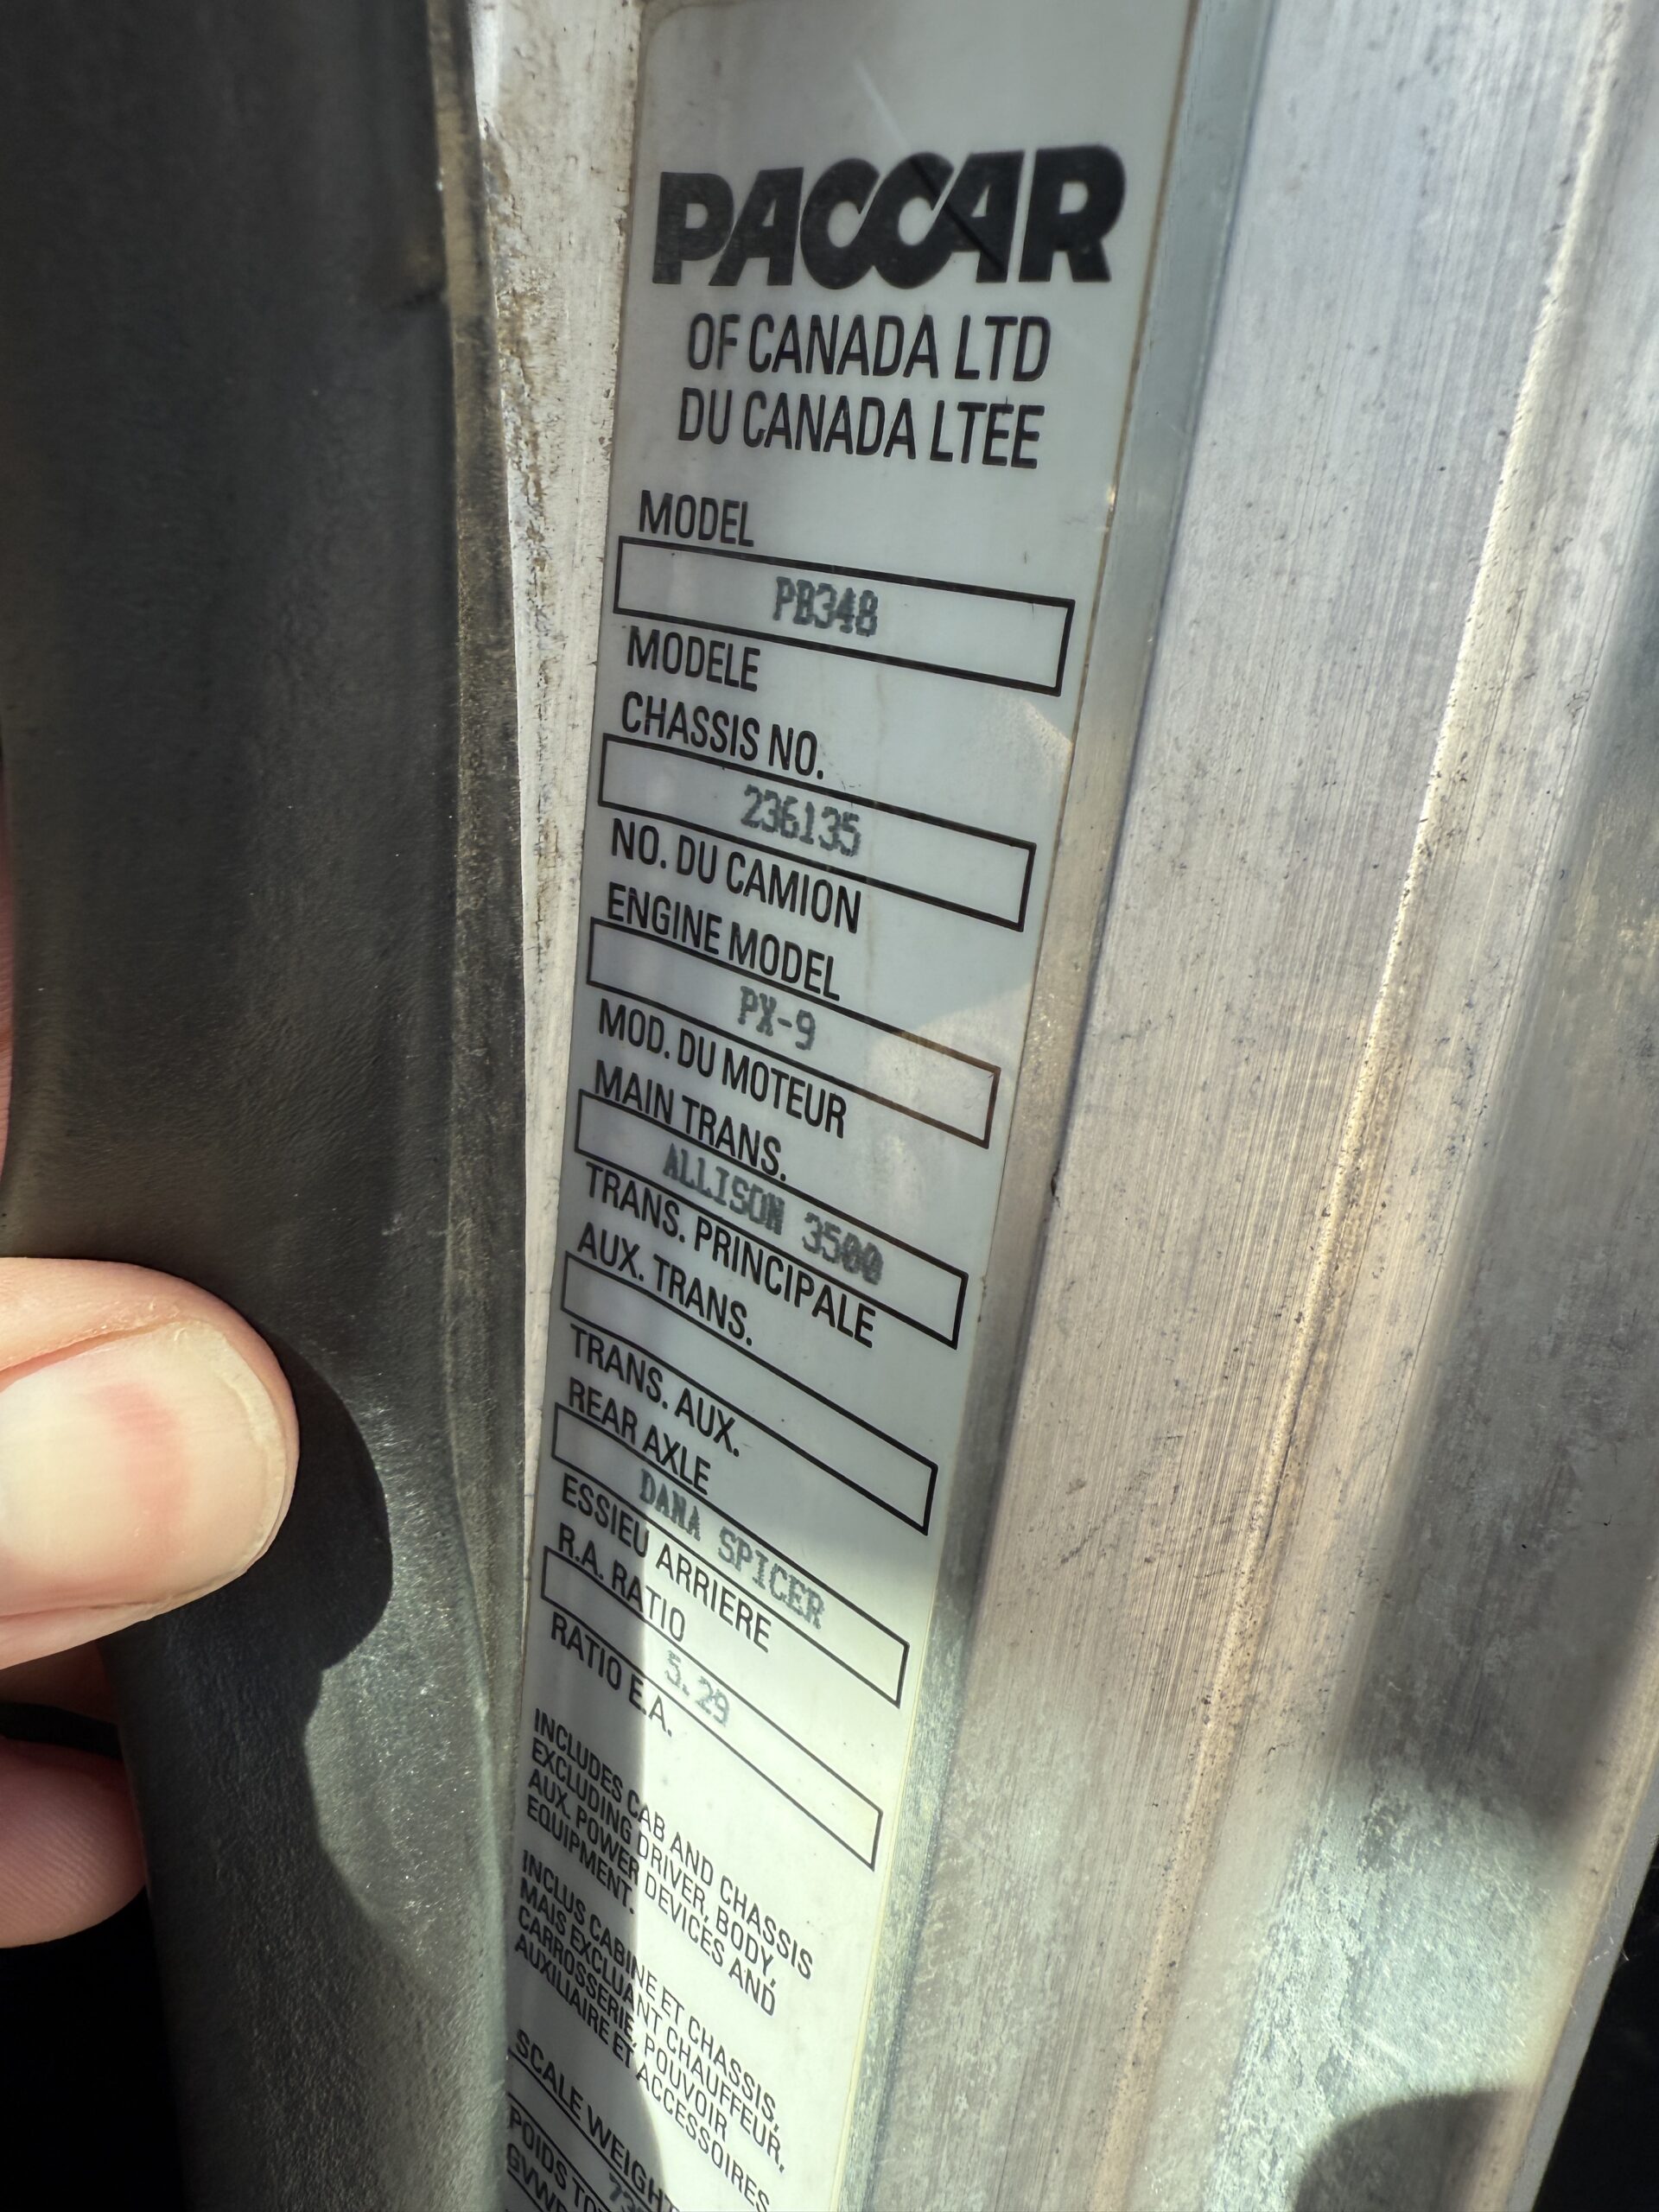 PACCAR
OF CANADA LTD
DU CANADA LTEE
MODEL
PB348
MODELE
CHASSIS NO.
236135
NO. DU CAMION
ENGINE MODEL
PX-9
MOD. DU MOTEUR
MAIN TRANS.
ALLISON 3500
TRANS. PRINCIPALE
AUX. TRANS.
TRANS. AUX.
REAR AXLE
DANA SPICER
ESSIEU ARRIERE
R.A. RATIO
5.29
RATIO E.A.
INCLUDES CAB AND CHASSIS
EXCLUDING DRIVER, BODY,
AUX. POWER DEVICES AND
EQUIPMENT.
INCLUS CABINE ET CHASSIS,
MAIS EXCLUANT CHAUFFEUR,
CARROSSERIE, POUVOIR
AUXILIAIRE ET ACCESSOIRES
SCALE WEIGHT
POIDS